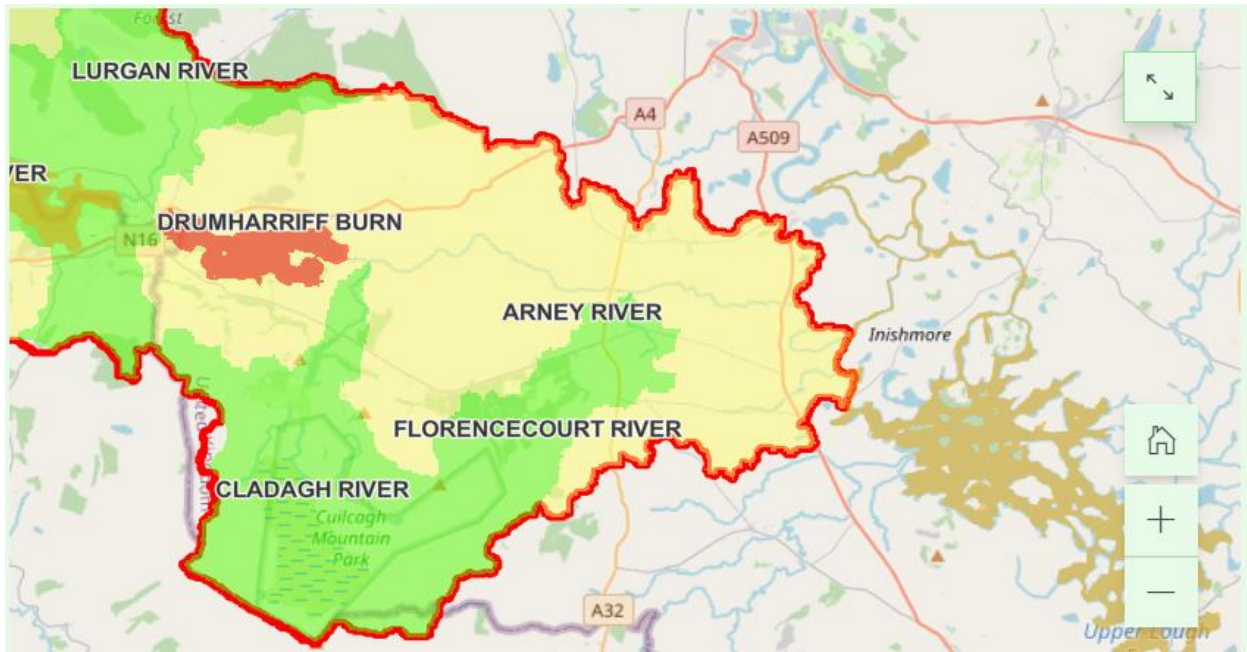 Forest
LURGAN RIVER
A4
A509
VER
DRUMHARRIFF BURN
N16
ARNEY RIVER
Inishmore
FLORENCECOURT RIVER
CLADAGH RIVER
Cuilcagh
Mountain
Park
A32
Upper Lough